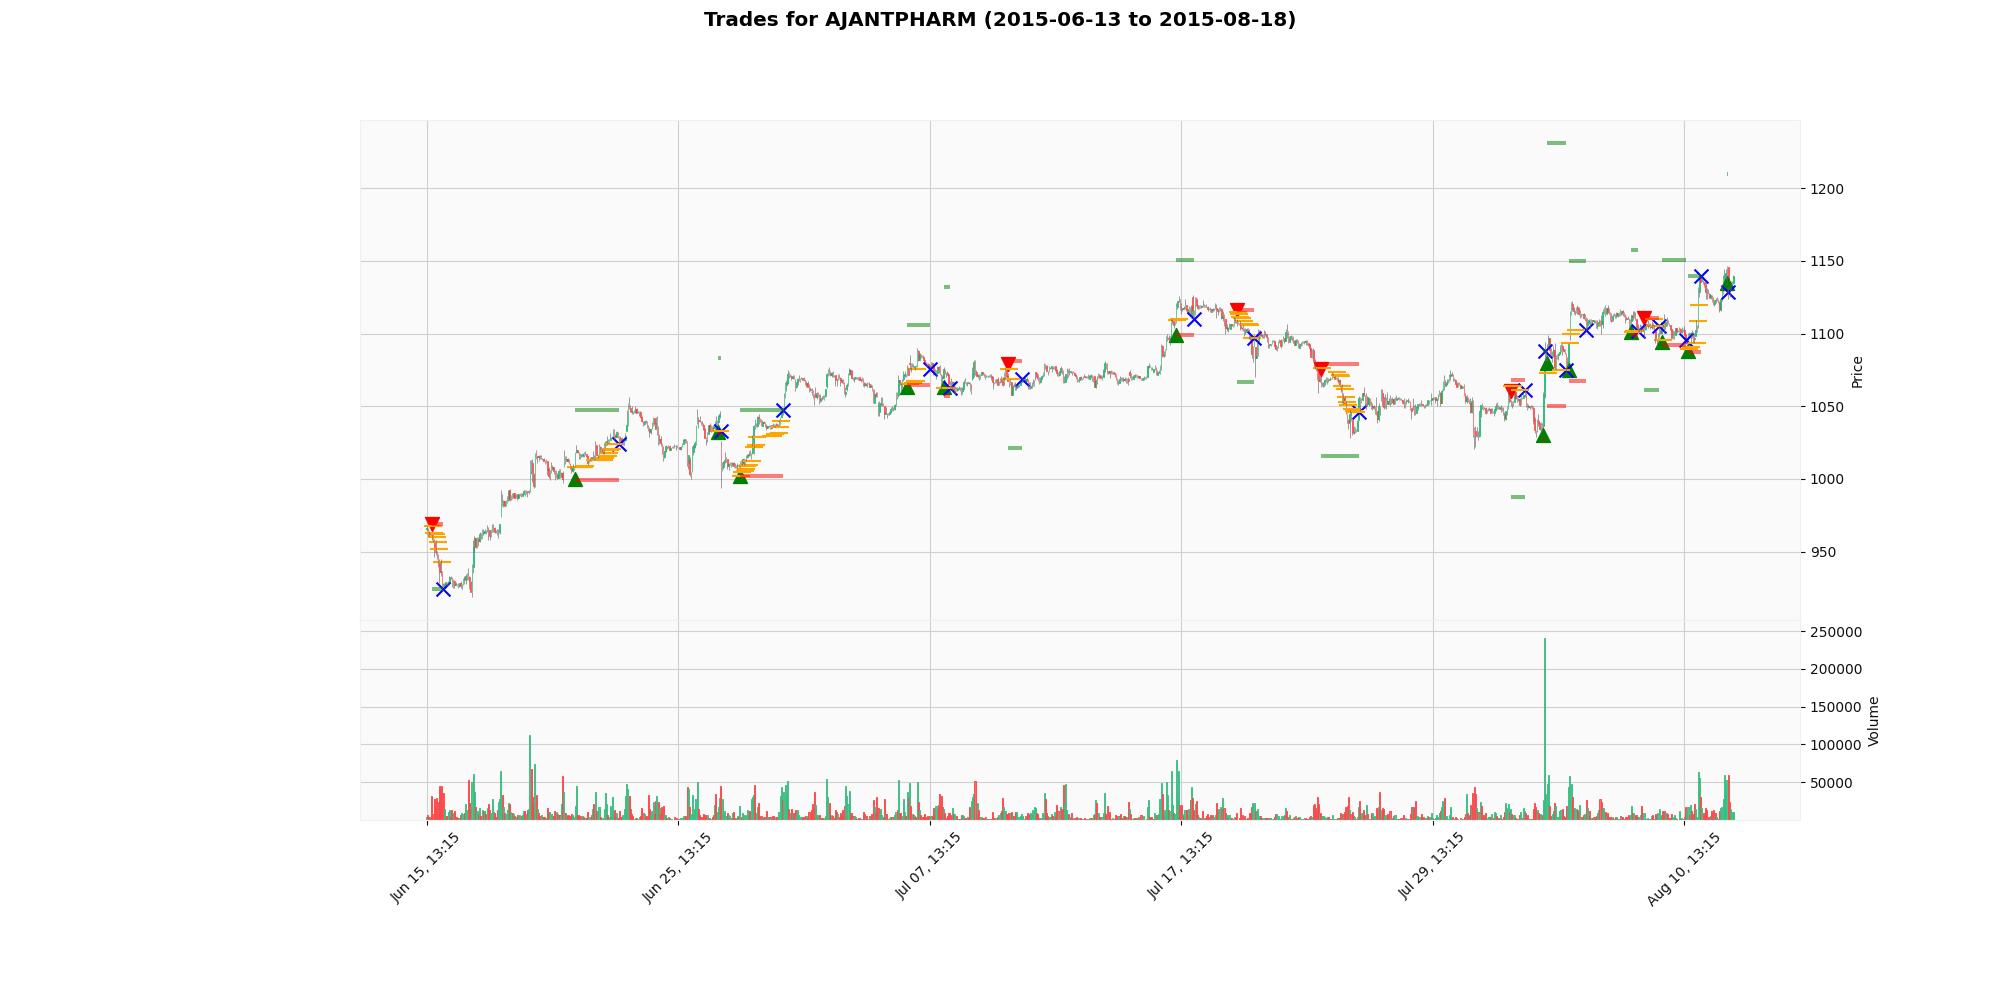 Trades for AJANTPHARM (2015-06-13 to 2015-08-18)
1200
1150
1100
1050
1000
950
Price
250000
200000
150000
100000
50000
Volume
Jun 15, 13:15
Jun 25, 13:15
Jul 07, 13:15
Jul 17, 13:15
Jul 29, 13:15
Aug 10, 13:15